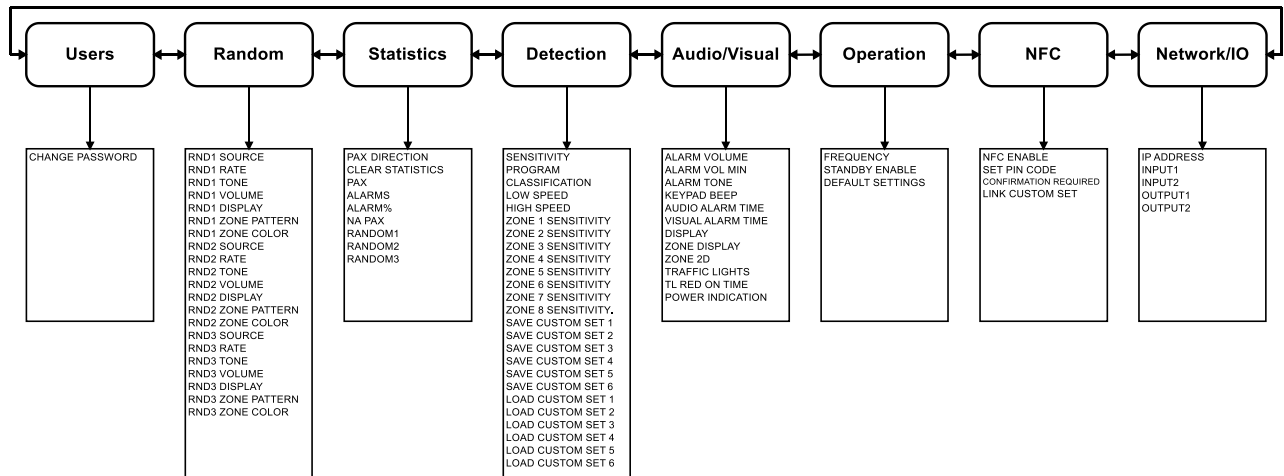 Users
Random
Statistics
Detection
Audio/Visual
Operation
NFC
Network/IO
CHANGE PASSWORD
RND1 SOURCE
RND1 RATE
RND1 TONE
RND1 VOLUME
RND1 DISPLAY
RND1 ZONE PATTERN
RND1 ZONE COLOR
RND2 SOURCE
RND2 RATE
RND2 TONE
RND2 VOLUME
RND2 DISPLAY
RND2 ZONE PATTERN
RND2 ZONE COLOR
RND3 SOURCE
RND3 RATE
RND3 TONE
RND3 VOLUME
RND3 DISPLAY
RND3 ZONE PATTERN
RND3 ZONE COLOR
PAX DIRECTION
CLEAR STATISTICS
PAX
ALARMS
ALARM%
NA PAX
RANDOM1
RANDOM2
RANDOM3
SENSITIVITY
PROGRAM
CLASSIFICATION
LOW SPEED
HIGH SPEED
ZONE 1 SENSITIVITY
ZONE 2 SENSITIVITY
ZONE 3 SENSITIVITY
ZONE 4 SENSITIVITY
ZONE 5 SENSITIVITY
ZONE 6 SENSITIVITY
ZONE 7 SENSITIVITY
ZONE 8 SENSITIVITY.
SAVE CUSTOM SET 1
SAVE CUSTOM SET 2
SAVE CUSTOM SET 3
SAVE CUSTOM SET 4
SAVE CUSTOM SET 5
SAVE CUSTOM SET 6
LOAD CUSTOM SET 1
LOAD CUSTOM SET 2
LOAD CUSTOM SET 3
LOAD CUSTOM SET 4
LOAD CUSTOM SET 5
LOAD CUSTOM SET 6
ALARM VOLUME
ALARM VOL MIN
ALARM TONE
KEYPAD BEEP
AUDIO ALARM TIME
VISUAL ALARM TIME
DISPLAY
ZONE DISPLAY
ZONE 2D
TRAFFIC LIGHTS
TL RED ON TIME
POWER INDICATION
FREQUENCY
STANDBY ENABLE
DEFAULT SETTINGS
NFC ENABLE
SET PIN CODE
CONFIRMATION REQUIRED
LINK CUSTOM SET
IP ADDRESS
INPUT1
INPUT2
OUTPUT1
OUTPUT2